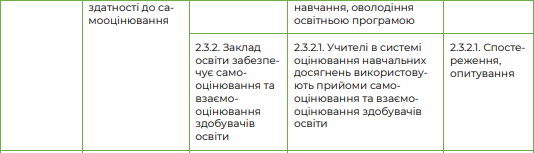 здатності до са-
мооцінювання
навчання, оволодіння
освітньою програмою
2.3.2. Заклад
освіти забезпе-
чує само-
оцінювання та
взаємо-
оцінювання
здобувачів
освіти
2.3.2.1. Учителі в системі
оцінювання навчальних
досягнень використову-
ють прийоми само-
оцінювання та взаємо-
оцінювання здобувачів
освіти
2.3.2.1. Спосте-
реження,
опитування